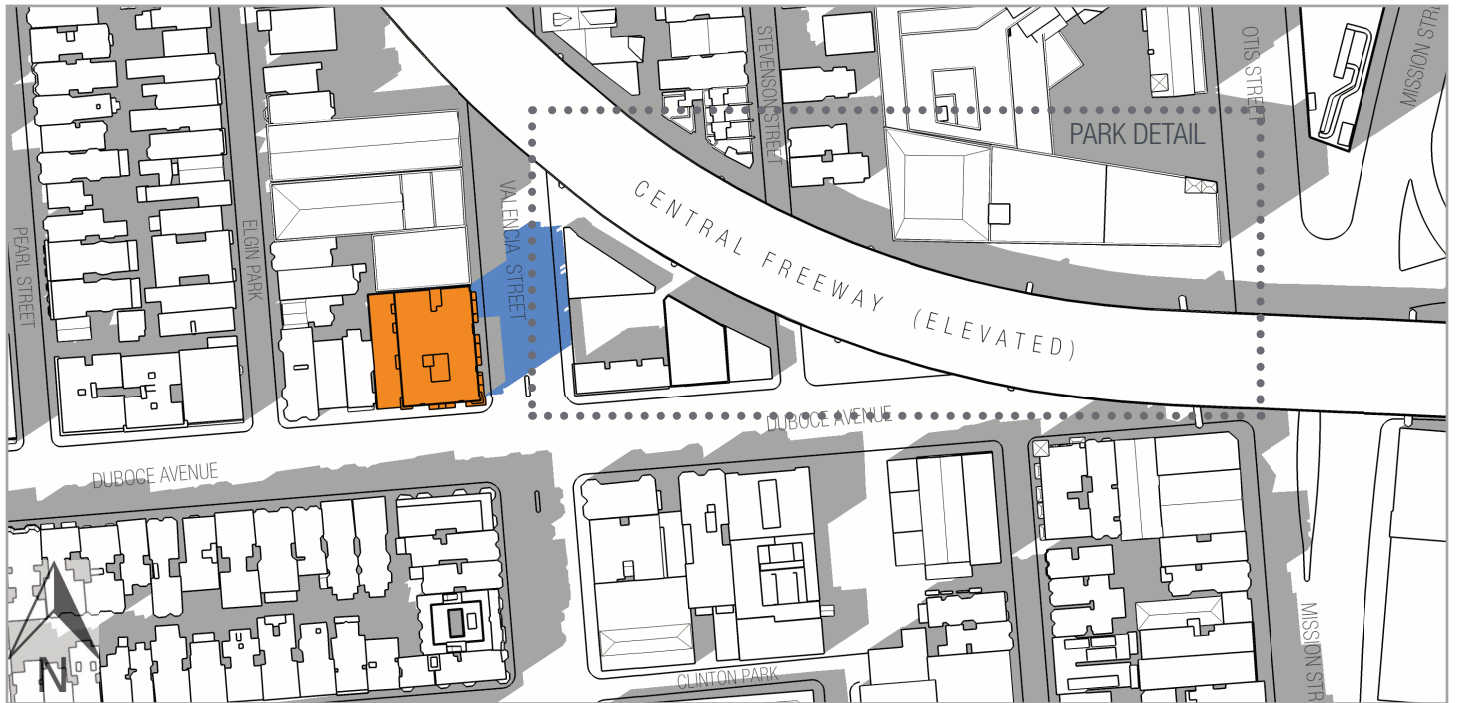 STEVENSON STREET
OTIS STREET
MISSION STR
PARK DETAIL
VALENCIA STREET
CENTRAL FREEWAY (ELEVATED)
PEARL STREET
ELGIN PARK
DUBOCE AVENUE
DUBOCE AVENUE
CLINTON PARK
MISSION STR
N